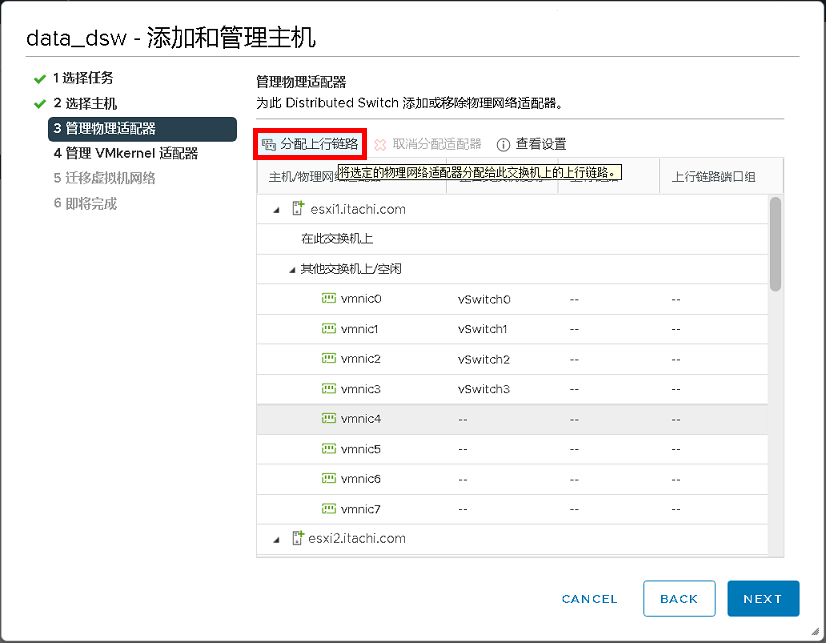 data_dsw - 添加和管理主机
1 选择任务
2 选择主机
3 管理物理适配器
4 管理 VMkernel 适配器
5 迁移虚拟机网络
6 即将完成
管理物理适配器
为此 Distributed Switch 添加或移除物理网络适配器。
分配上行链路 取消分配适配器 查看设置
将选定的物理网络适配器分配给此交换机上的上行链路。
主机/物理网 上行链路端口组
esxi1.itachi.com
在此交换机上
其他交换机上/空闲
vmnic0 vSwitch0 -- --
vmnic1 vSwitch1 -- --
vmnic2 vSwitch2 -- --
vmnic3 vSwitch3 -- --
vmnic4 -- -- --
vmnic5 -- -- --
vmnic6 -- -- --
vmnic7 -- -- --
esxi2.itachi.com
CANCEL BACK NEXT